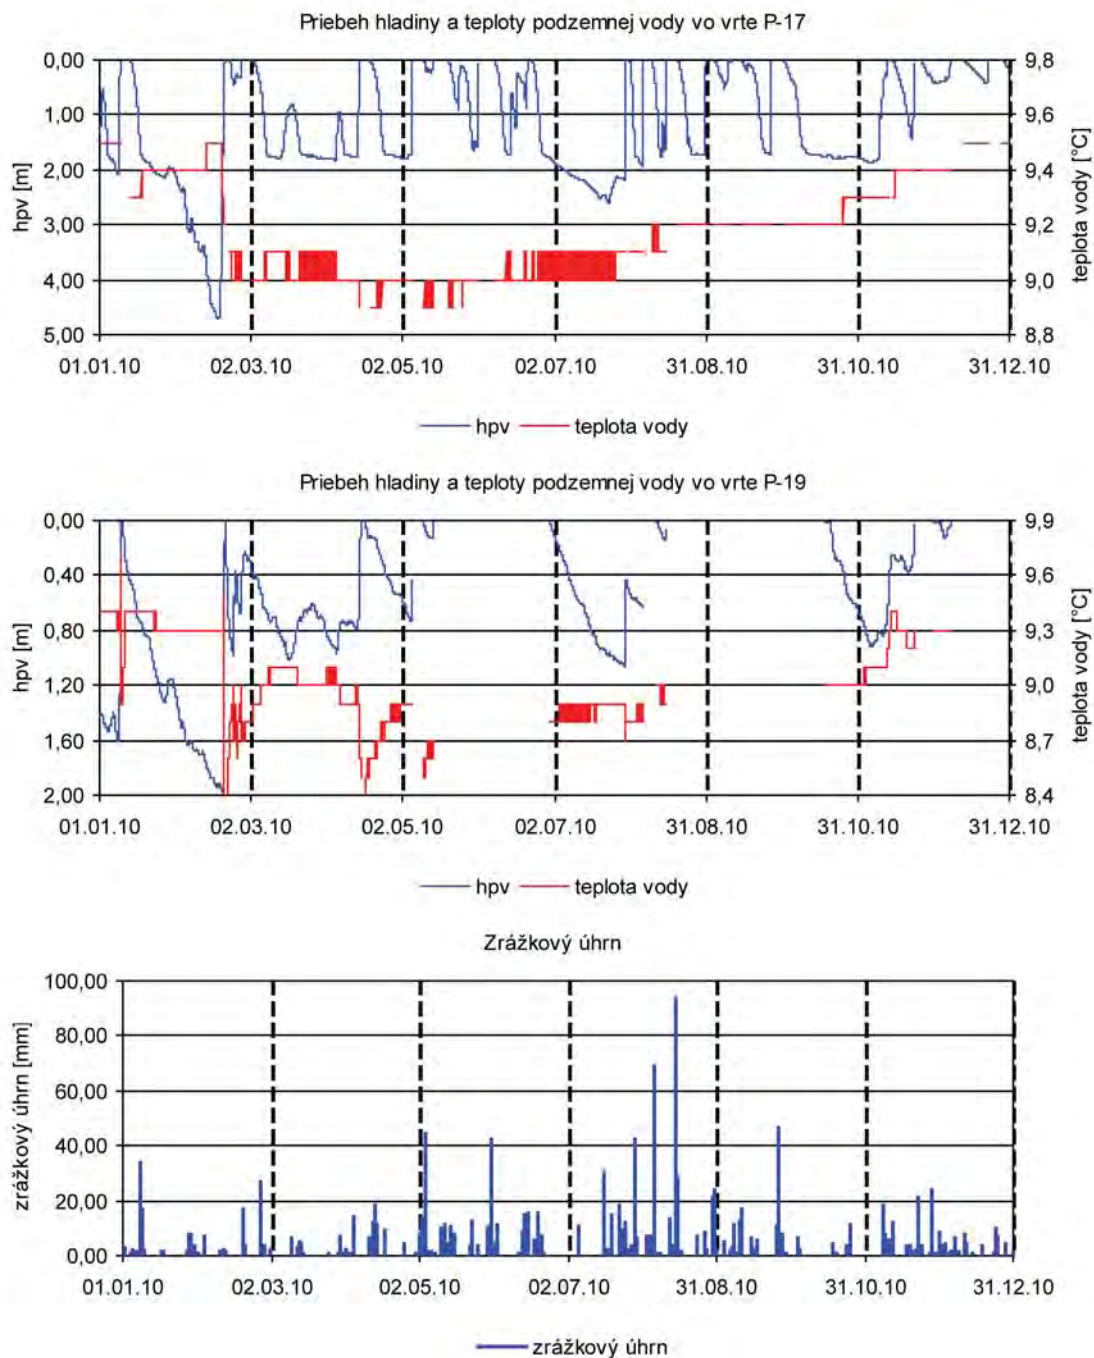 Priebeh hladiny a teploty podzemnej vody vo vrte P-17
0,00
1,00
2,00
3,00
4,00
5,00
hpv [m]
9,8
9,6
9,4
9,2
9,0
8,8
teplota vody [°C]
01.01.10 02.03.10 02.05.10 02.07.10 31.08.10 31.10.10 31.12.10
hpv teplota vody
Priebeh hladiny a teploty podzemnej vody vo vrte P-19
0,00
0,40
0,80
1,20
1,60
2,00
hpv [m]
9,9
9,6
9,3
9,0
8,7
8,4
teplota vody [°C]
01.01.10 02.03.10 02.05.10 02.07.10 31.08.10 31.10.10 31.12.10
hpv teplota vody
Zrážkový úhrn
100,00
80,00
60,00
40,00
20,00
0,00
zrážkový úhrn [mm]
01.01.10 02.03.10 02.05.10 02.07.10 31.08.10 31.10.10 31.12.10
zrážkový úhrn